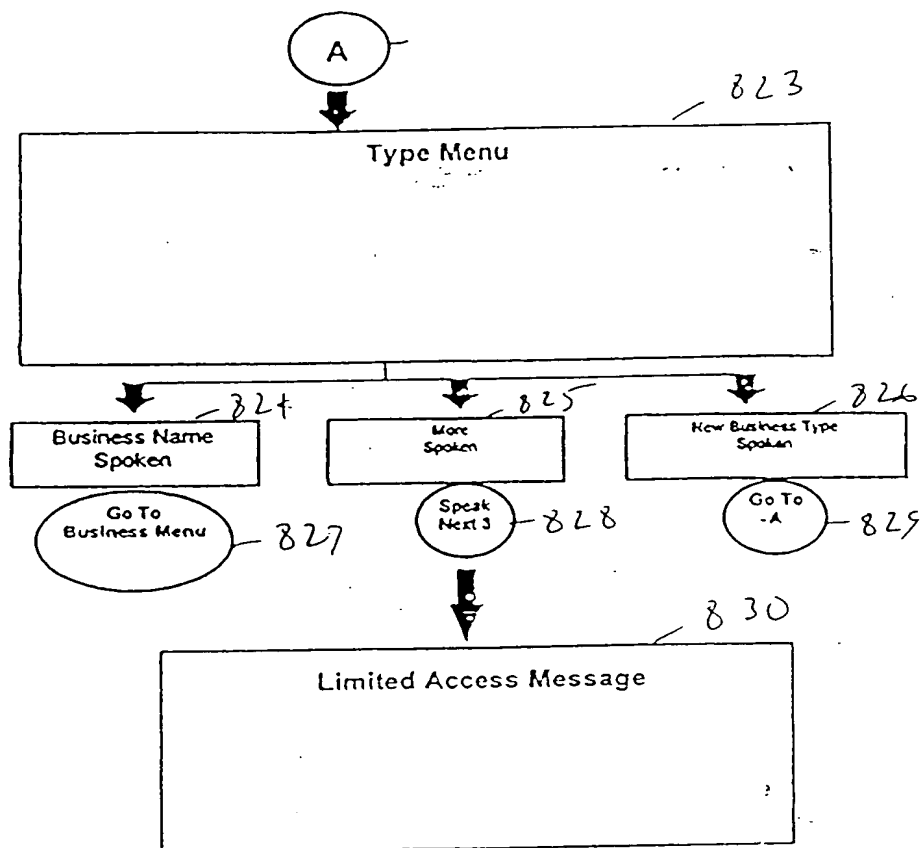 A
823
Type Menu
824
825
826
Business Name
Spoken
More
Spoken
New Business Type
Spoken
Go To
Business Menu
827
Speak
Next 3
828
Go To
-A
829
830
Limited Access Message